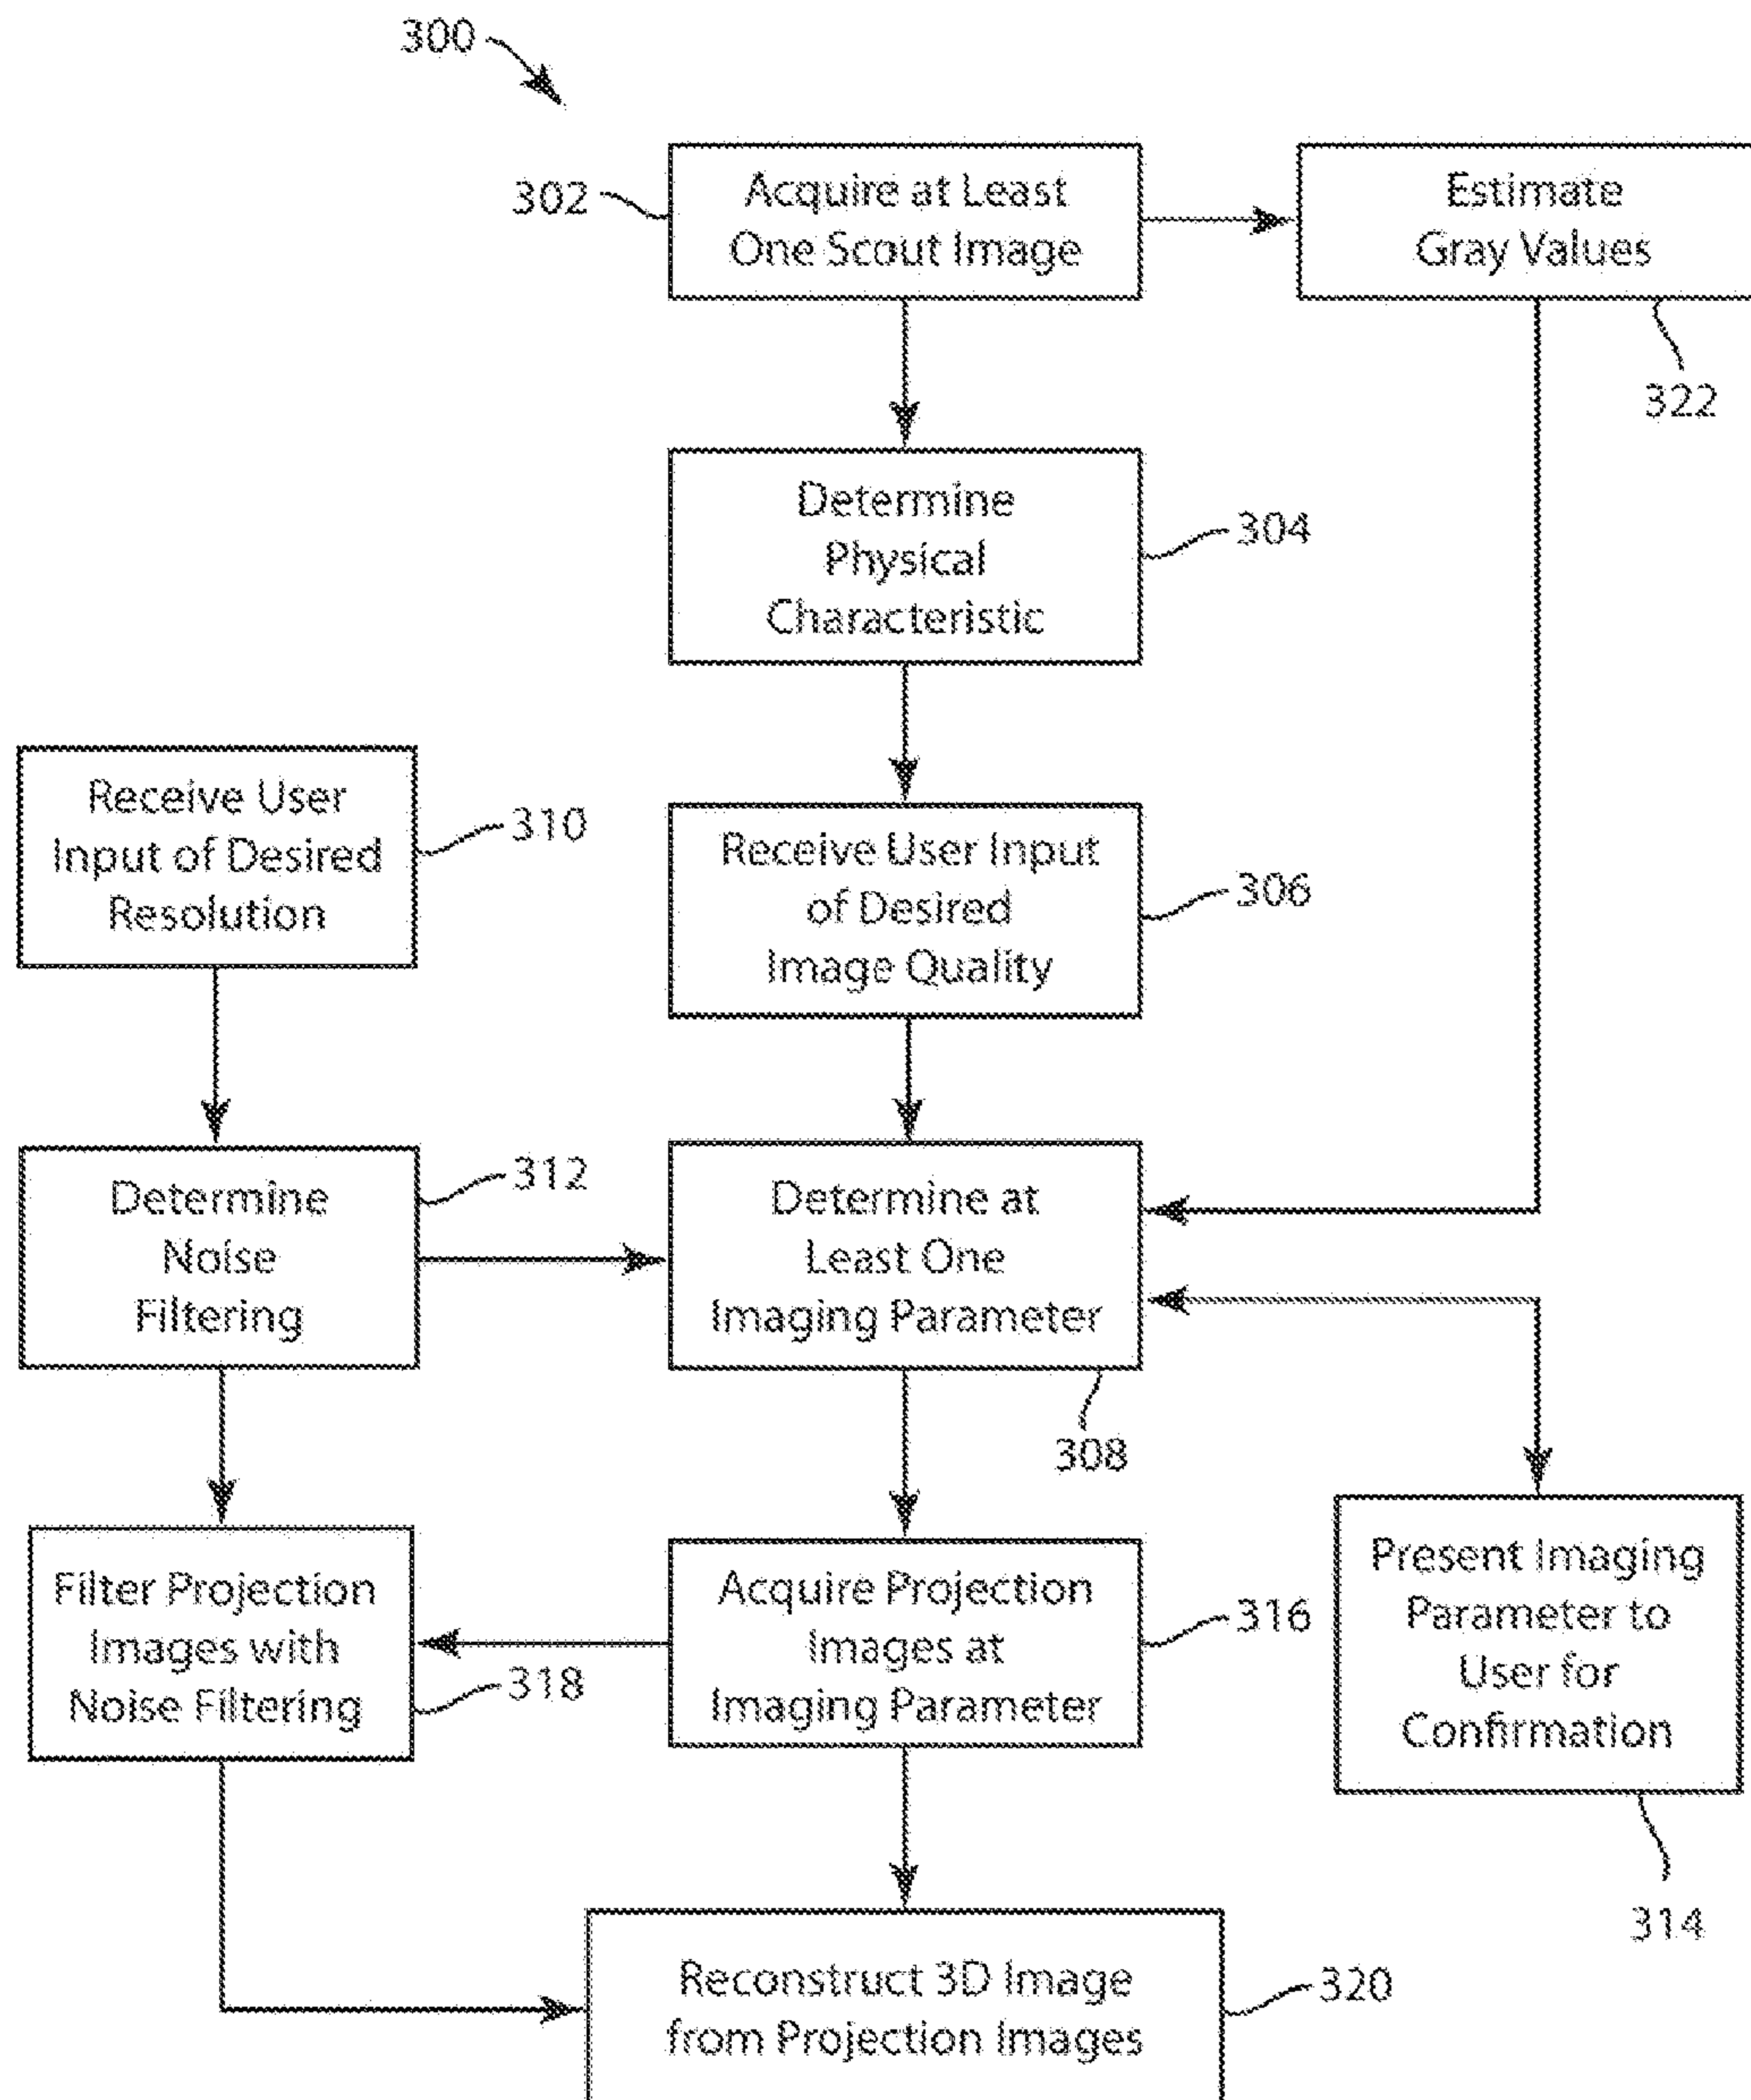 300
302
Acquire at Least
One Scout Image
Estimate
Gray Values
322
Determine
Physical
Characteristic
304
Receive User
Input of Desired
Resolution
310
Receive User Input
of Desired
Image Quality
306
Determine
Noise
Filtering
312
Determine at
Least One
Imaging Parameter
308
Filter Projection
Images with
Noise Filtering
318
Acquire Projection
Images at
Imaging Parameter
316
Present Imaging
Parameter to
User for
Confirmation
314
Reconstruct 3D Image
from Projection Images
320